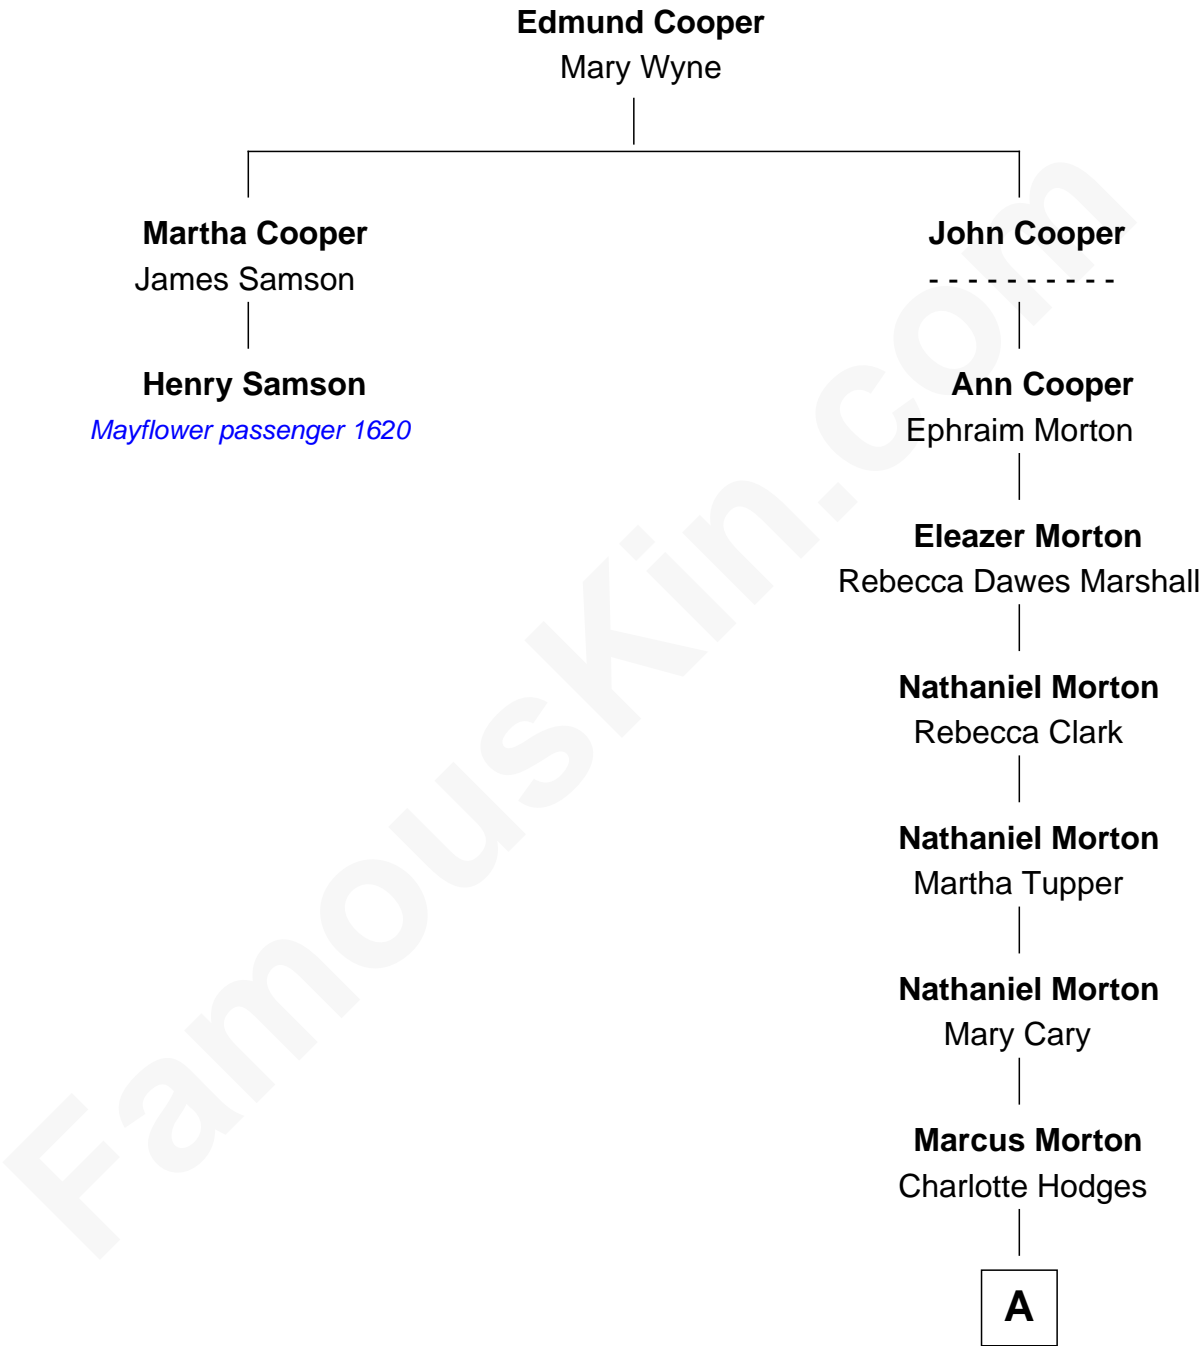 Edmund Cooper
Mary Wyne
Martha Cooper
James Samson
John Cooper
- - - - - - - - - -
Henry Samson
Mayflower passenger 1620
Ann Cooper
Ephraim Morton
Eleazer Morton
Rebecca Dawes Marshall
Nathaniel Morton
Rebecca Clark
Nathaniel Morton
Martha Tupper
Nathaniel Morton
Mary Cary
Marcus Morton
Charlotte Hodges
A
FamousKin.com